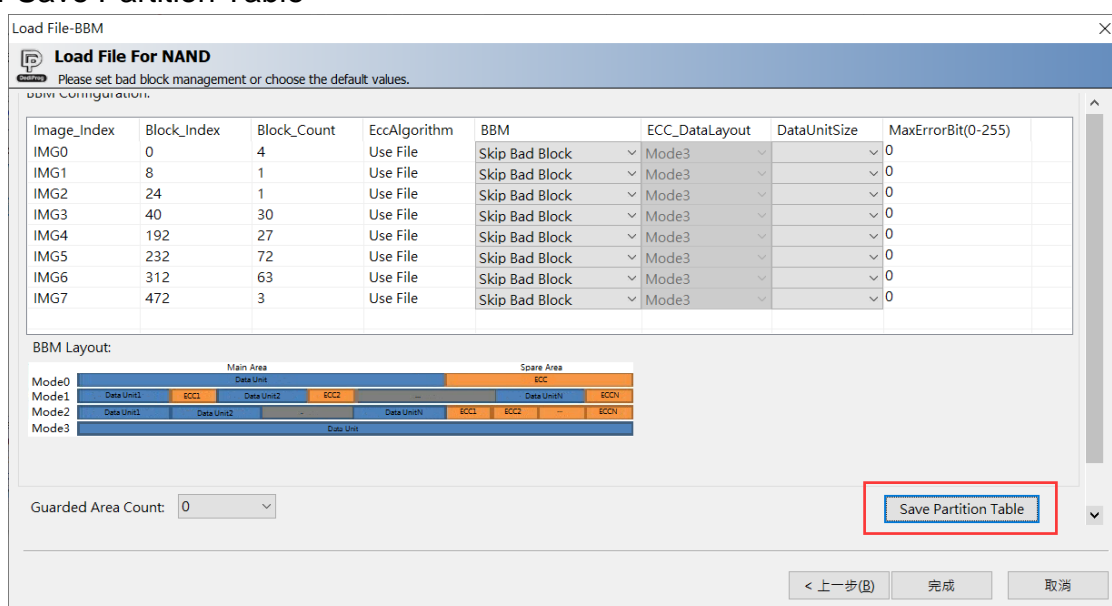 Save Partition Table
Load File-BBM
Load File For NAND
DediProg
Please set bad block management or choose the default values.
BBM Configuration:
Image_Index Block_Index Block_Count EccAlgorithm BBM ECC_DataLayout DataUnitSize MaxErrorBit(0-255)
IMG0 0 4 Use File Skip Bad Block Mode3 0
IMG1 8 1 Use File Skip Bad Block Mode3 0
IMG2 24 1 Use File Skip Bad Block Mode3 0
IMG3 40 30 Use File Skip Bad Block Mode3 0
IMG4 192 27 Use File Skip Bad Block Mode3 0
IMG5 232 72 Use File Skip Bad Block Mode3 0
IMG6 312 63 Use File Skip Bad Block Mode3 0
IMG7 472 3 Use File Skip Bad Block Mode3 0
BBM Layout:
Main Area Spare Area
Mode0 Data Unit ECC
Mode1 Data Unit1 ECC1 Data Unit2 ECC2 ... Data UnitN ECCN
Mode2 Data Unit1 Data Unit2 ... Data UnitN ECC1 ECC2 ... ECCN
Mode3 Data Unit
Guarded Area Count: 0 Save Partition Table
< 上一步(B) 完成 取消